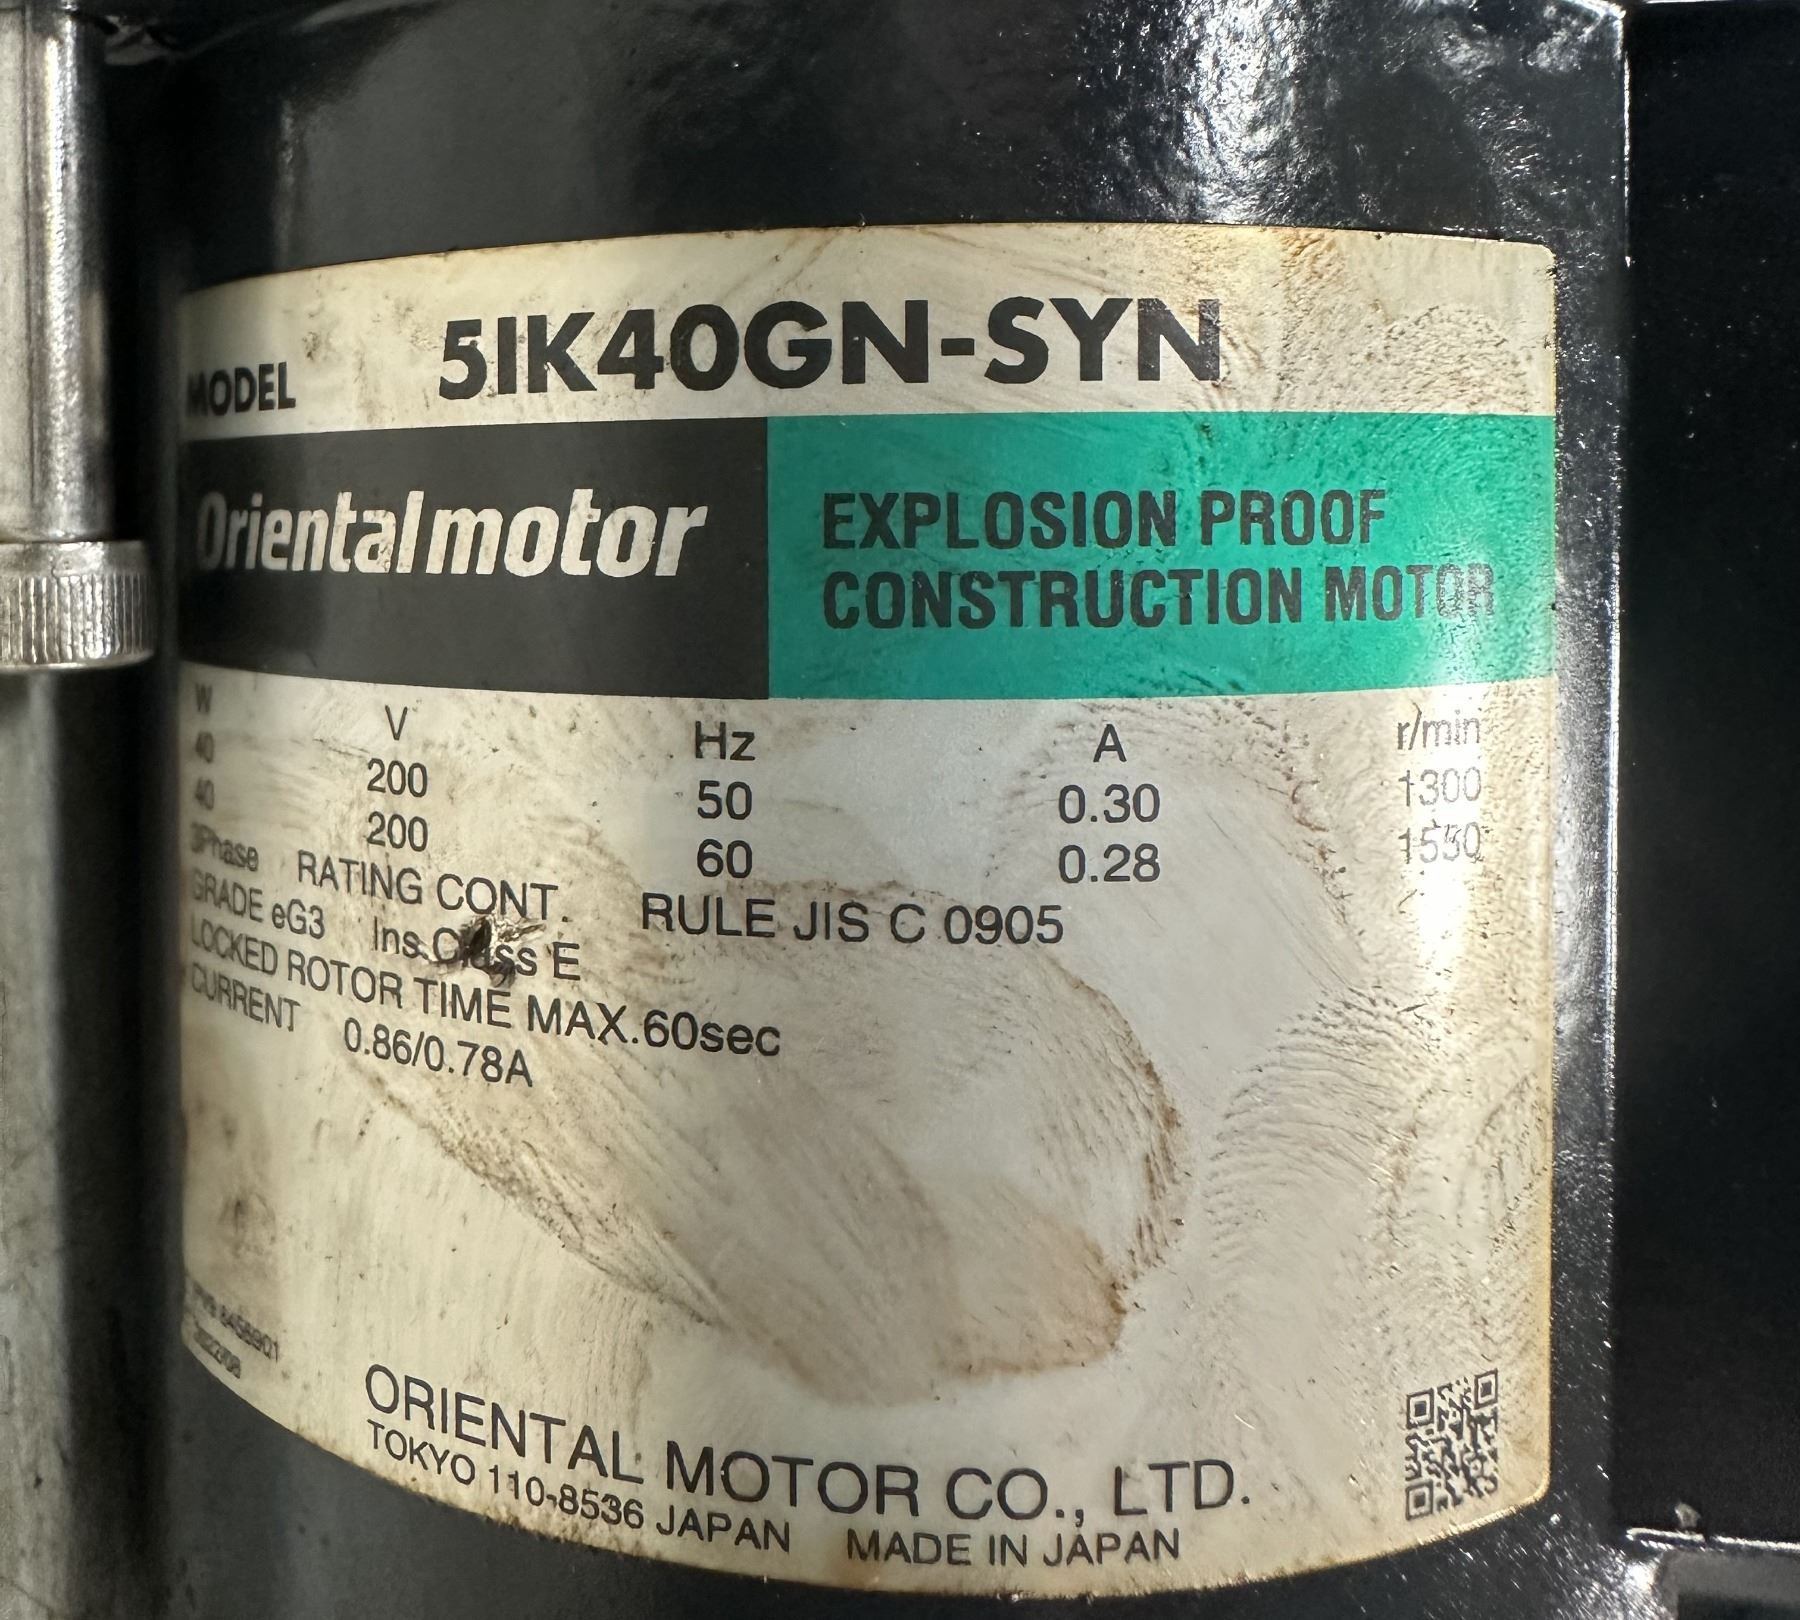 MODEL 5IK40GN-SYN
Orientalmotor
EXPLOSION PROOF
CONSTRUCTION MOTOR
W V Hz A r/min
40 200 50 0.30 1300
40 200 60 0.28 1550
3Phase RATING CONT. RULE JIS C 0905
GRADE eG3 Ins.Class E
LOCKED ROTOR TIME MAX.60sec
CURRENT 0.86/0.78A
ORIENTAL MOTOR CO., LTD.
TOKYO 110-8536 JAPAN MADE IN JAPAN